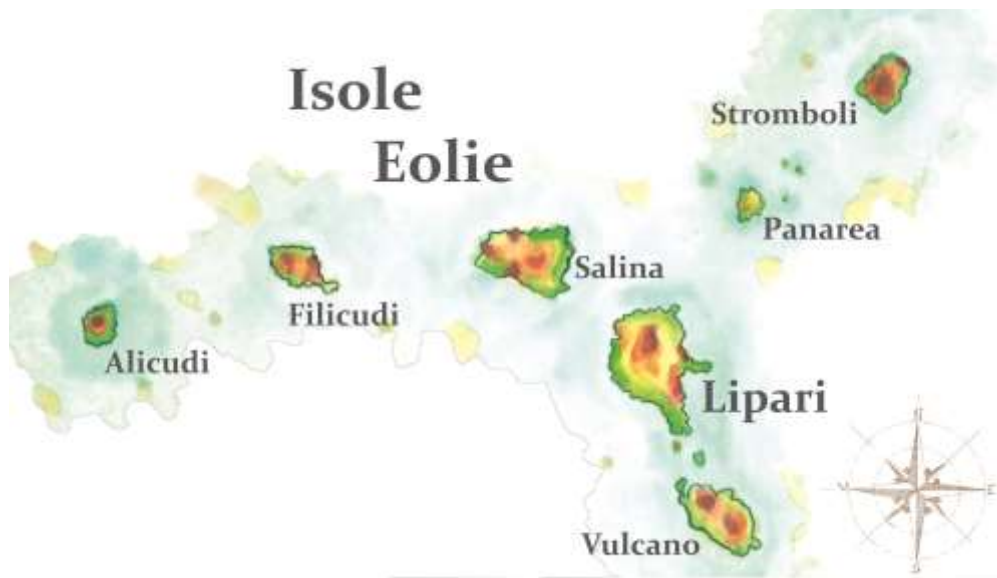 Isole
Eolie
Stromboli
Panarea
Salina
Filicudi
Alicudi
Lipari
Vulcano
N
E
S